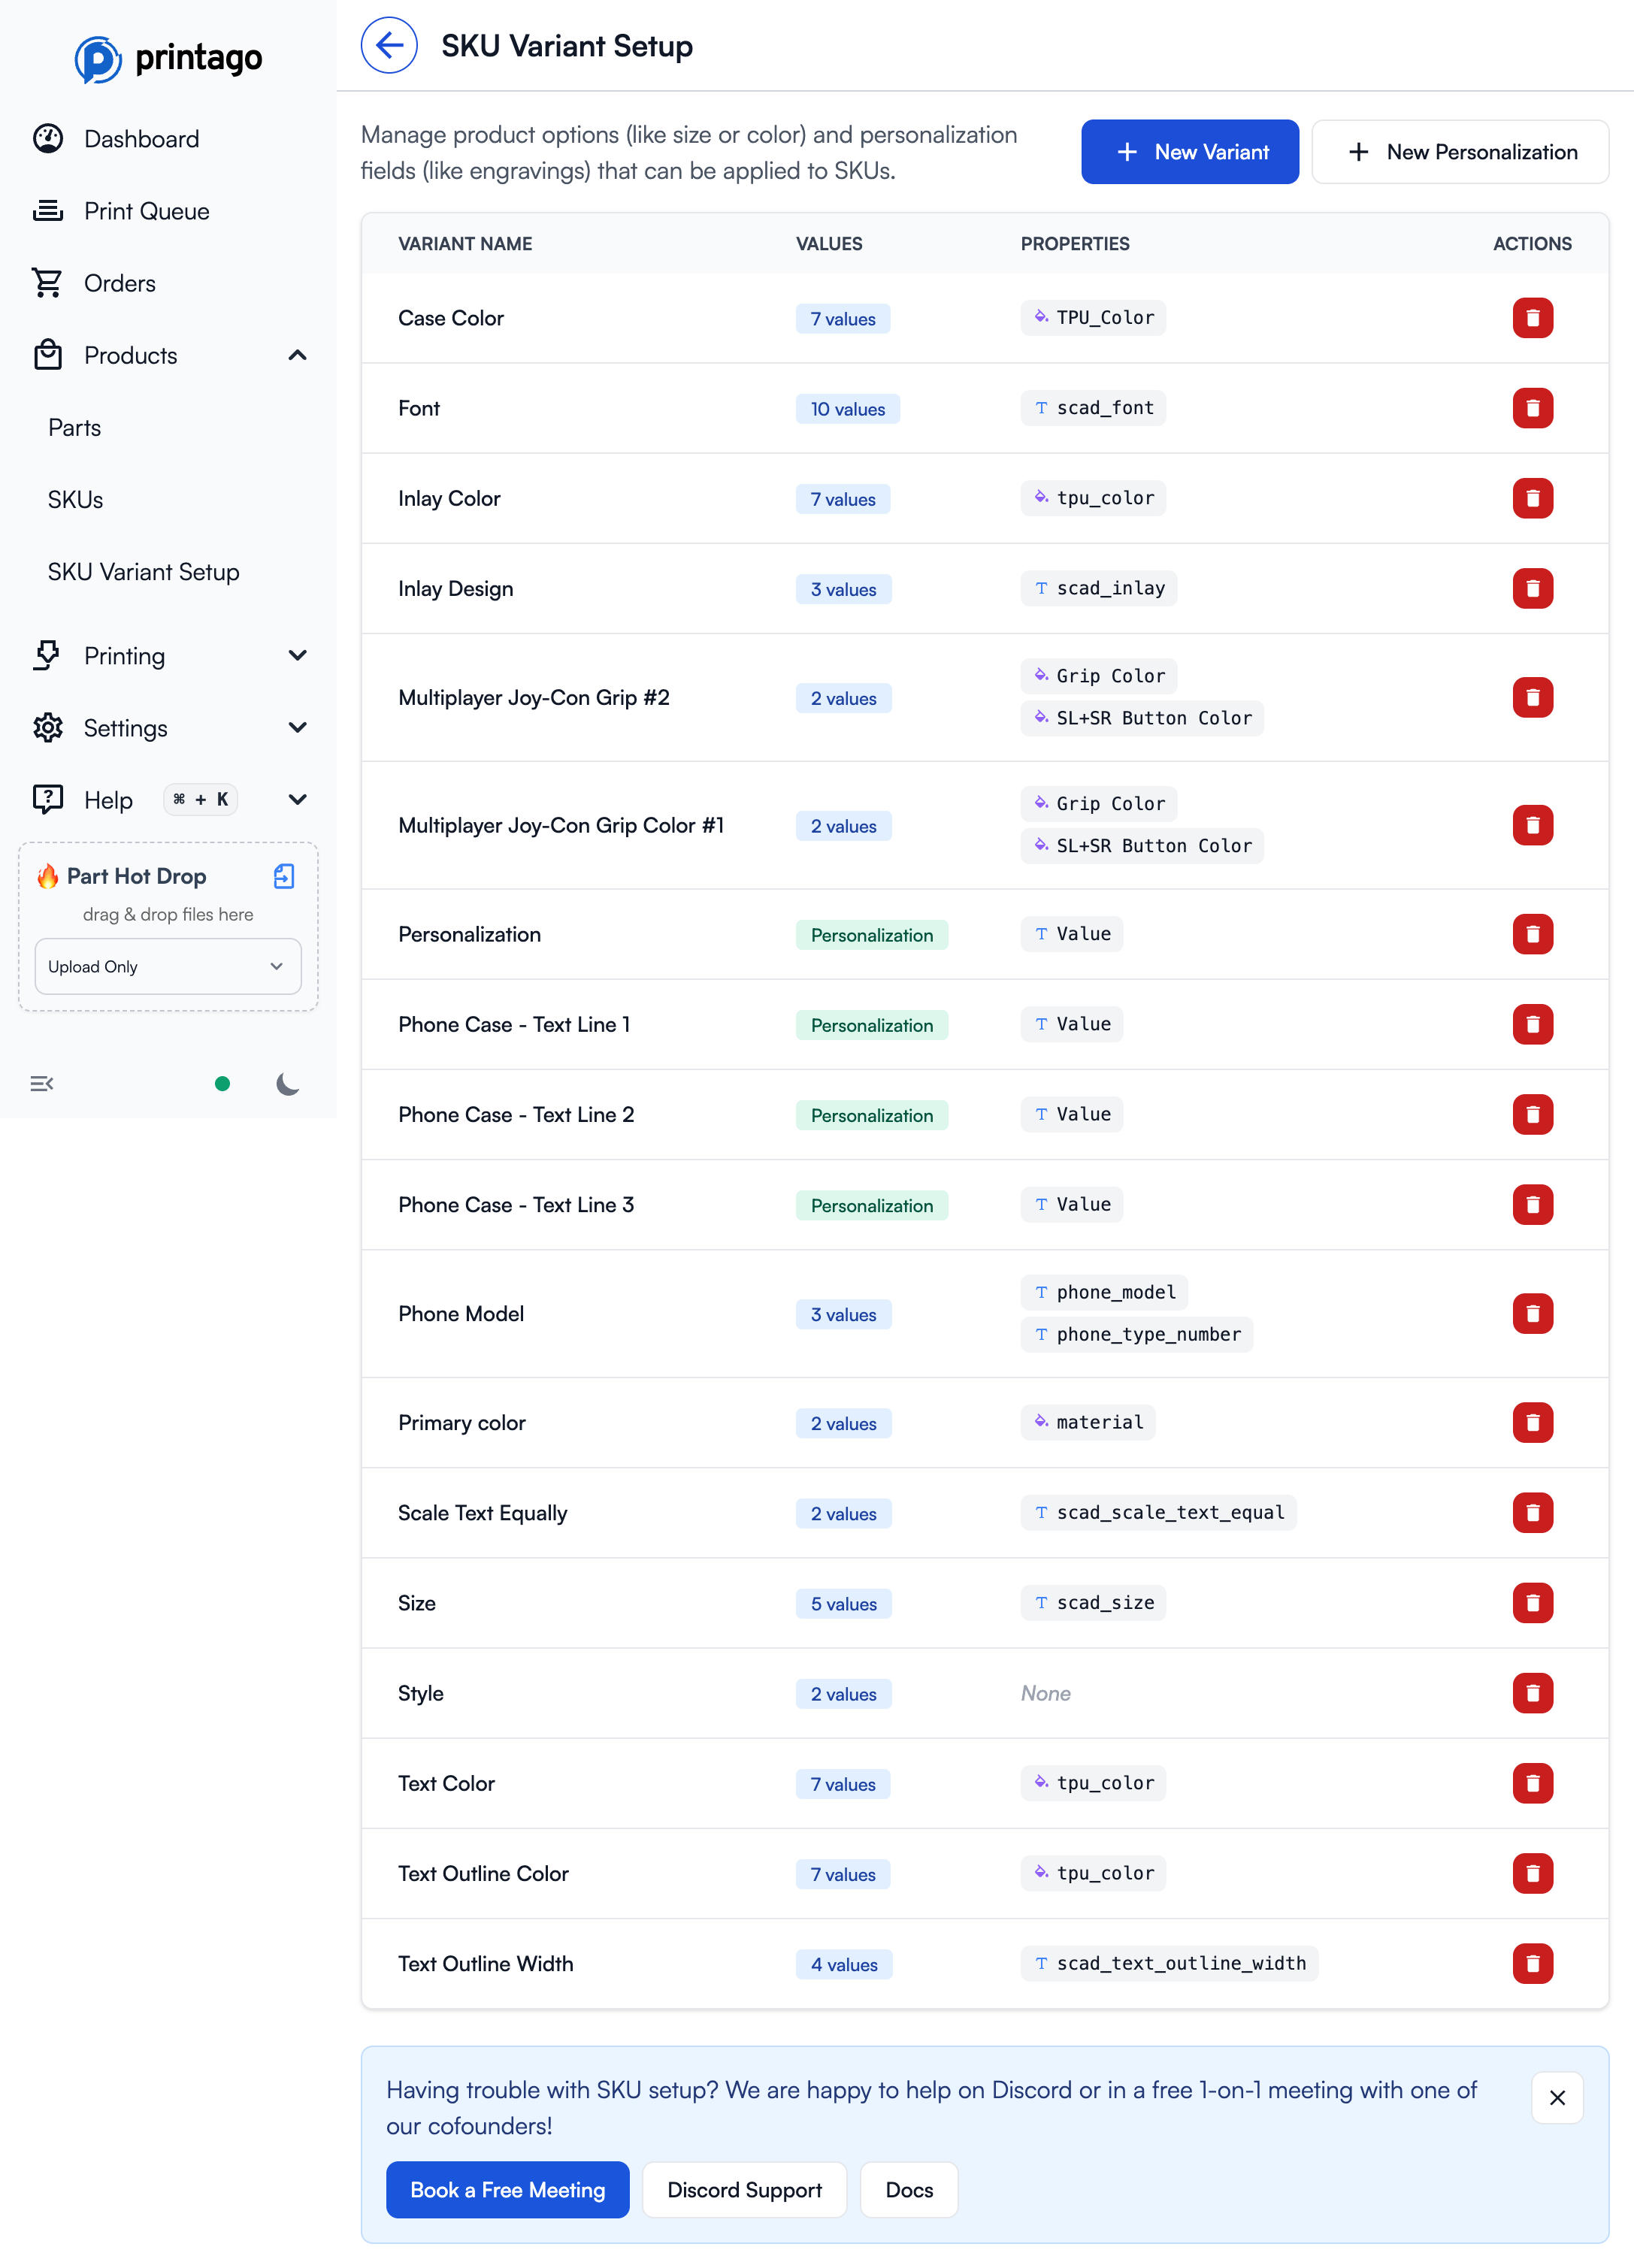 printago
SKU Variant Setup
Dashboard
Print Queue
Orders
Products
Parts
SKUs
SKU Variant Setup
Printing
Settings
Help ⌘ + K
🔥 Part Hot Drop
drag & drop files here
Upload Only
Manage product options (like size or color) and personalization
fields (like engravings) that can be applied to SKUs.
+ New Variant
+ New Personalization
VARIANT NAME VALUES PROPERTIES ACTIONS
Case Color 7 values TPU_Color
Font 10 values scad_font
Inlay Color 7 values tpu_color
Inlay Design 3 values scad_inlay
Multiplayer Joy-Con Grip #2 2 values Grip Color
SL+SR Button Color
Multiplayer Joy-Con Grip Color #1 2 values Grip Color
SL+SR Button Color
Personalization Personalization Value
Phone Case - Text Line 1 Personalization Value
Phone Case - Text Line 2 Personalization Value
Phone Case - Text Line 3 Personalization Value
Phone Model 3 values phone_model
phone_type_number
Primary color 2 values material
Scale Text Equally 2 values scad_scale_text_equal
Size 5 values scad_size
Style 2 values None
Text Color 7 values tpu_color
Text Outline Color 7 values tpu_color
Text Outline Width 4 values scad_text_outline_width
Having trouble with SKU setup? We are happy to help on Discord or in a free 1-on-1 meeting with one of
our cofounders!
Book a Free Meeting
Discord Support
Docs